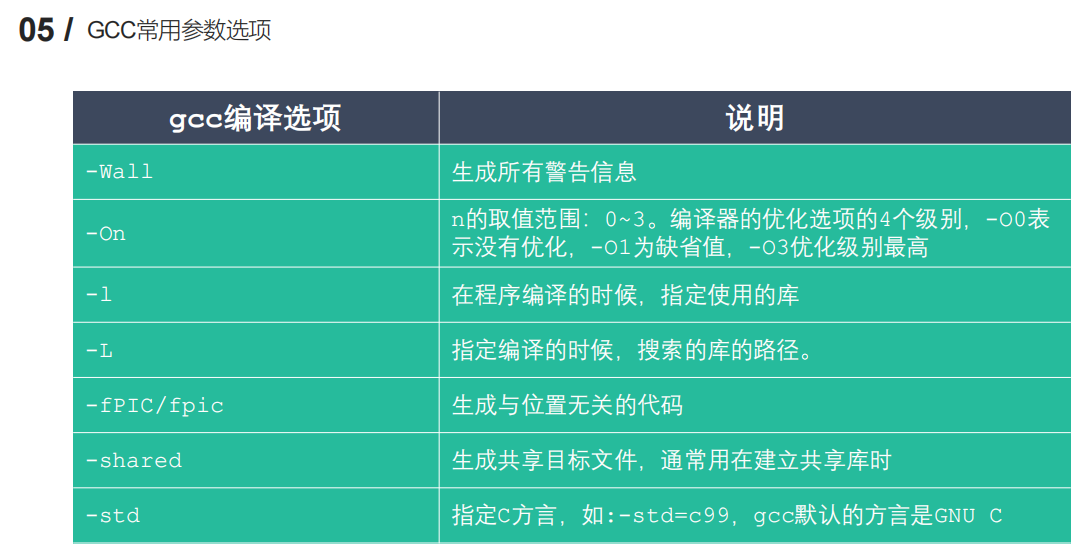 05 / GCC常用参数选项
gcc编译选项 说明
-Wall 生成所有警告信息
-On n的取值范围：0~3。编译器的优化选项的4个级别，-O0表
示没有优化，-O1为缺省值，-O3优化级别最高
-l 在程序编译的时候，指定使用的库
-L 指定编译的时候，搜索的库的路径。
-fPIC/fpic 生成与位置无关的代码
-shared 生成共享目标文件，通常用在建立共享库时
-std 指定C方言，如:-std=c99，gcc默认的方言是GNU C